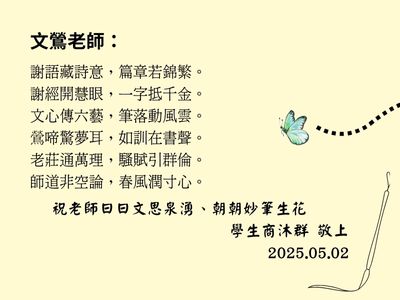 文鶯老師：
謝語藏詩意，篇章若錦繁。
謝經開慧眼，一字抵千金。
文心傳六藝，筆落動風雲。
鶯啼驚夢耳，如訓在書聲。
老莊通萬理，騷賦引群倫。
師道非空論，春風潤寸心。
祝老師日日文思泉湧、朝朝妙筆生花
學生商沐群 敬上
2025.05.02